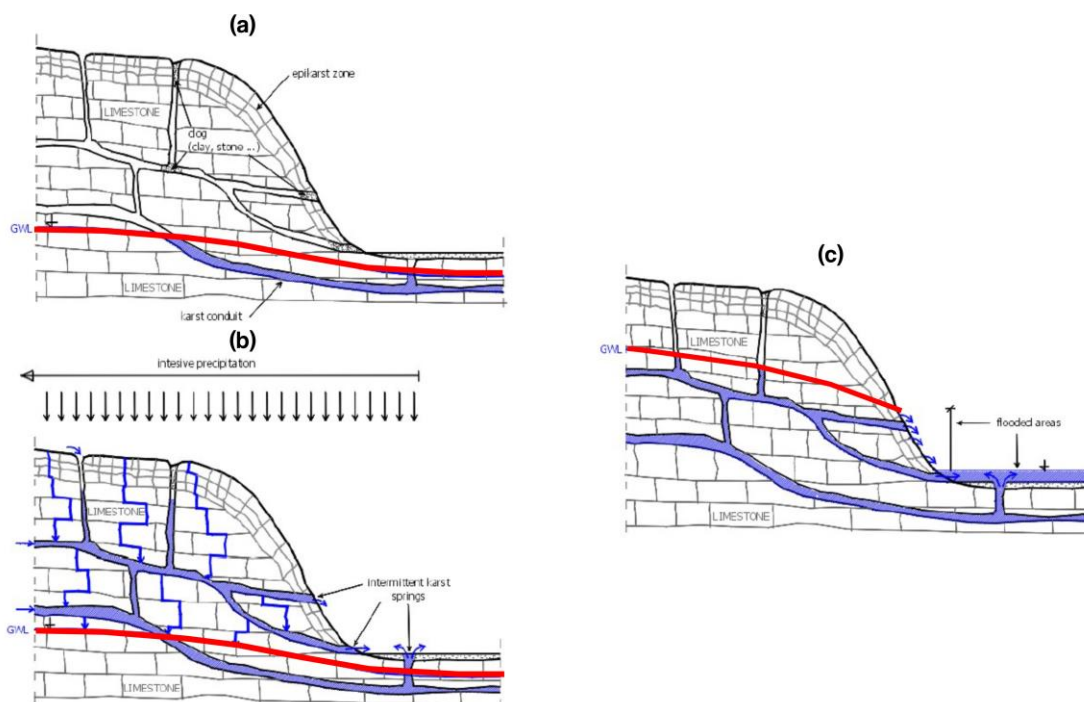 (a)
epikarst zone
LIMESTONE
clog
(clay, stone ...)
GWL
LIMESTONE
karst conduit
(b)
intesive precipitation
LIMESTONE
intermittent karst
springs
GWL
LIMESTONE
(c)
LIMESTONE
GWL
flooded areas
LIMESTONE